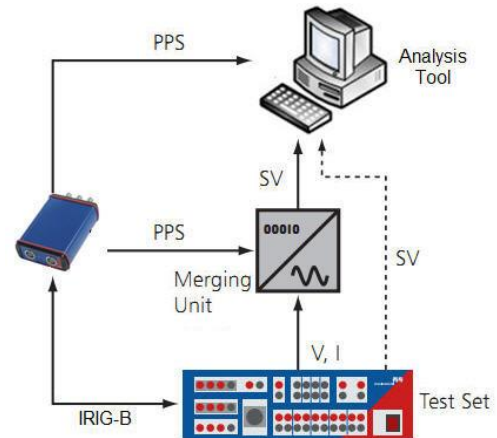 PPS
Analysis
Tool
SV
00010
PPS
SV
Merging
Unit
V, I
Test Set
IRIG-B